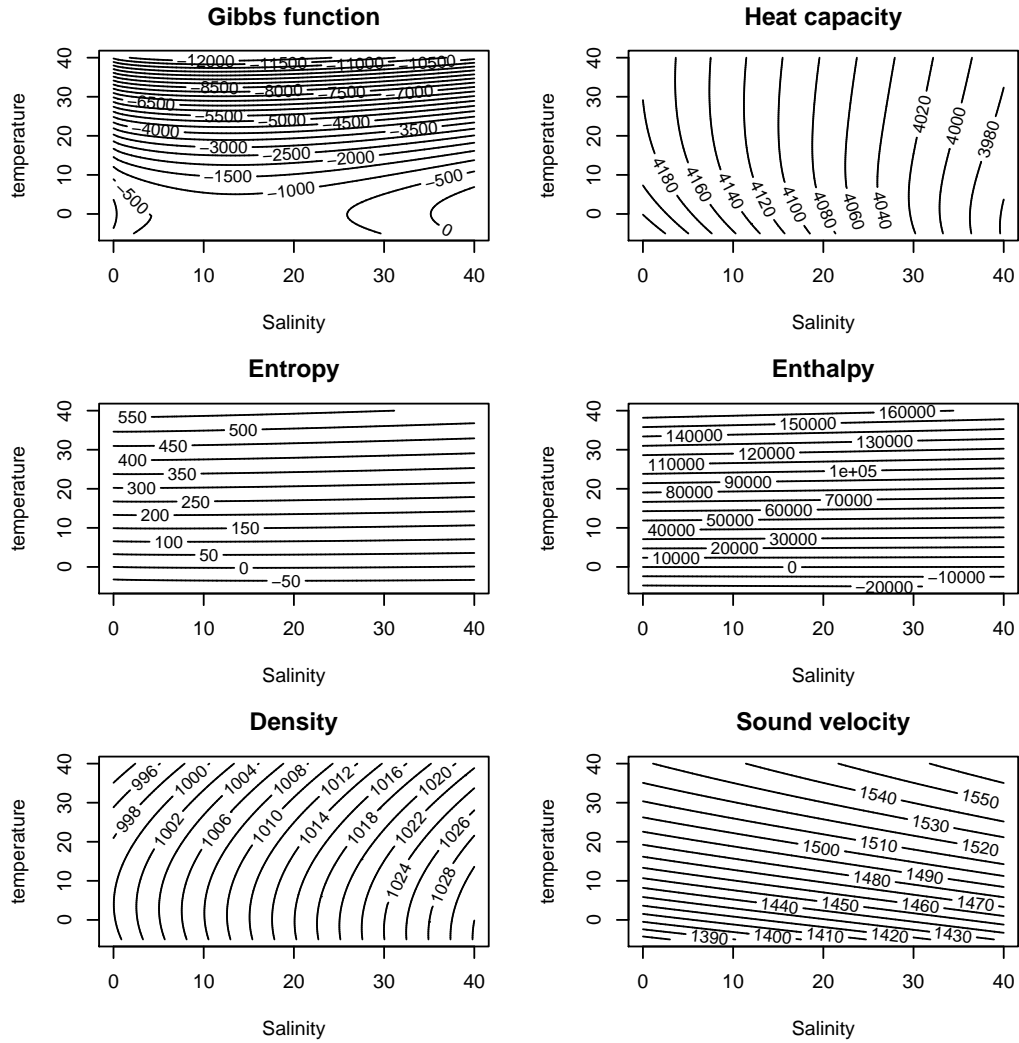 Gibbs function
−12000 −11500 −11000 −10500
−8500 −8000 −7500 −7000
−6500 −5500 −5000 −4500
−4000 −3500
−3000 −2500 −2000
−1500 −1000 −500
−500 0
temperature
0 10 20 30 40
0 10 20 30 40
Salinity
Heat capacity
4180 4160 4140 4120 4100 4080 4060 4040 4020 4000 3980
temperature
0 10 20 30 40
0 10 20 30 40
Salinity
Entropy
550
500
450
400
350
300
250
200
150
100
50
0
−50
temperature
0 10 20 30 40
0 10 20 30 40
Salinity
Enthalpy
160000
150000
140000 130000
120000
110000 1e+05
90000
80000 70000
60000
50000
40000 30000
20000
10000 0
−10000
−20000
temperature
0 10 20 30 40
0 10 20 30 40
Salinity
Density
996 1000 1004 1008 1012 1016 1020
998 1002 1006 1010 1014 1018 1022 1026
1024 1028
temperature
0 10 20 30 40
0 10 20 30 40
Salinity
Sound velocity
1540 1550
1530
1500 1510 1520
1480 1490
1440 1450 1460 1470
1390 1400 1410 1420 1430
temperature
0 10 20 30 40
0 10 20 30 40
Salinity